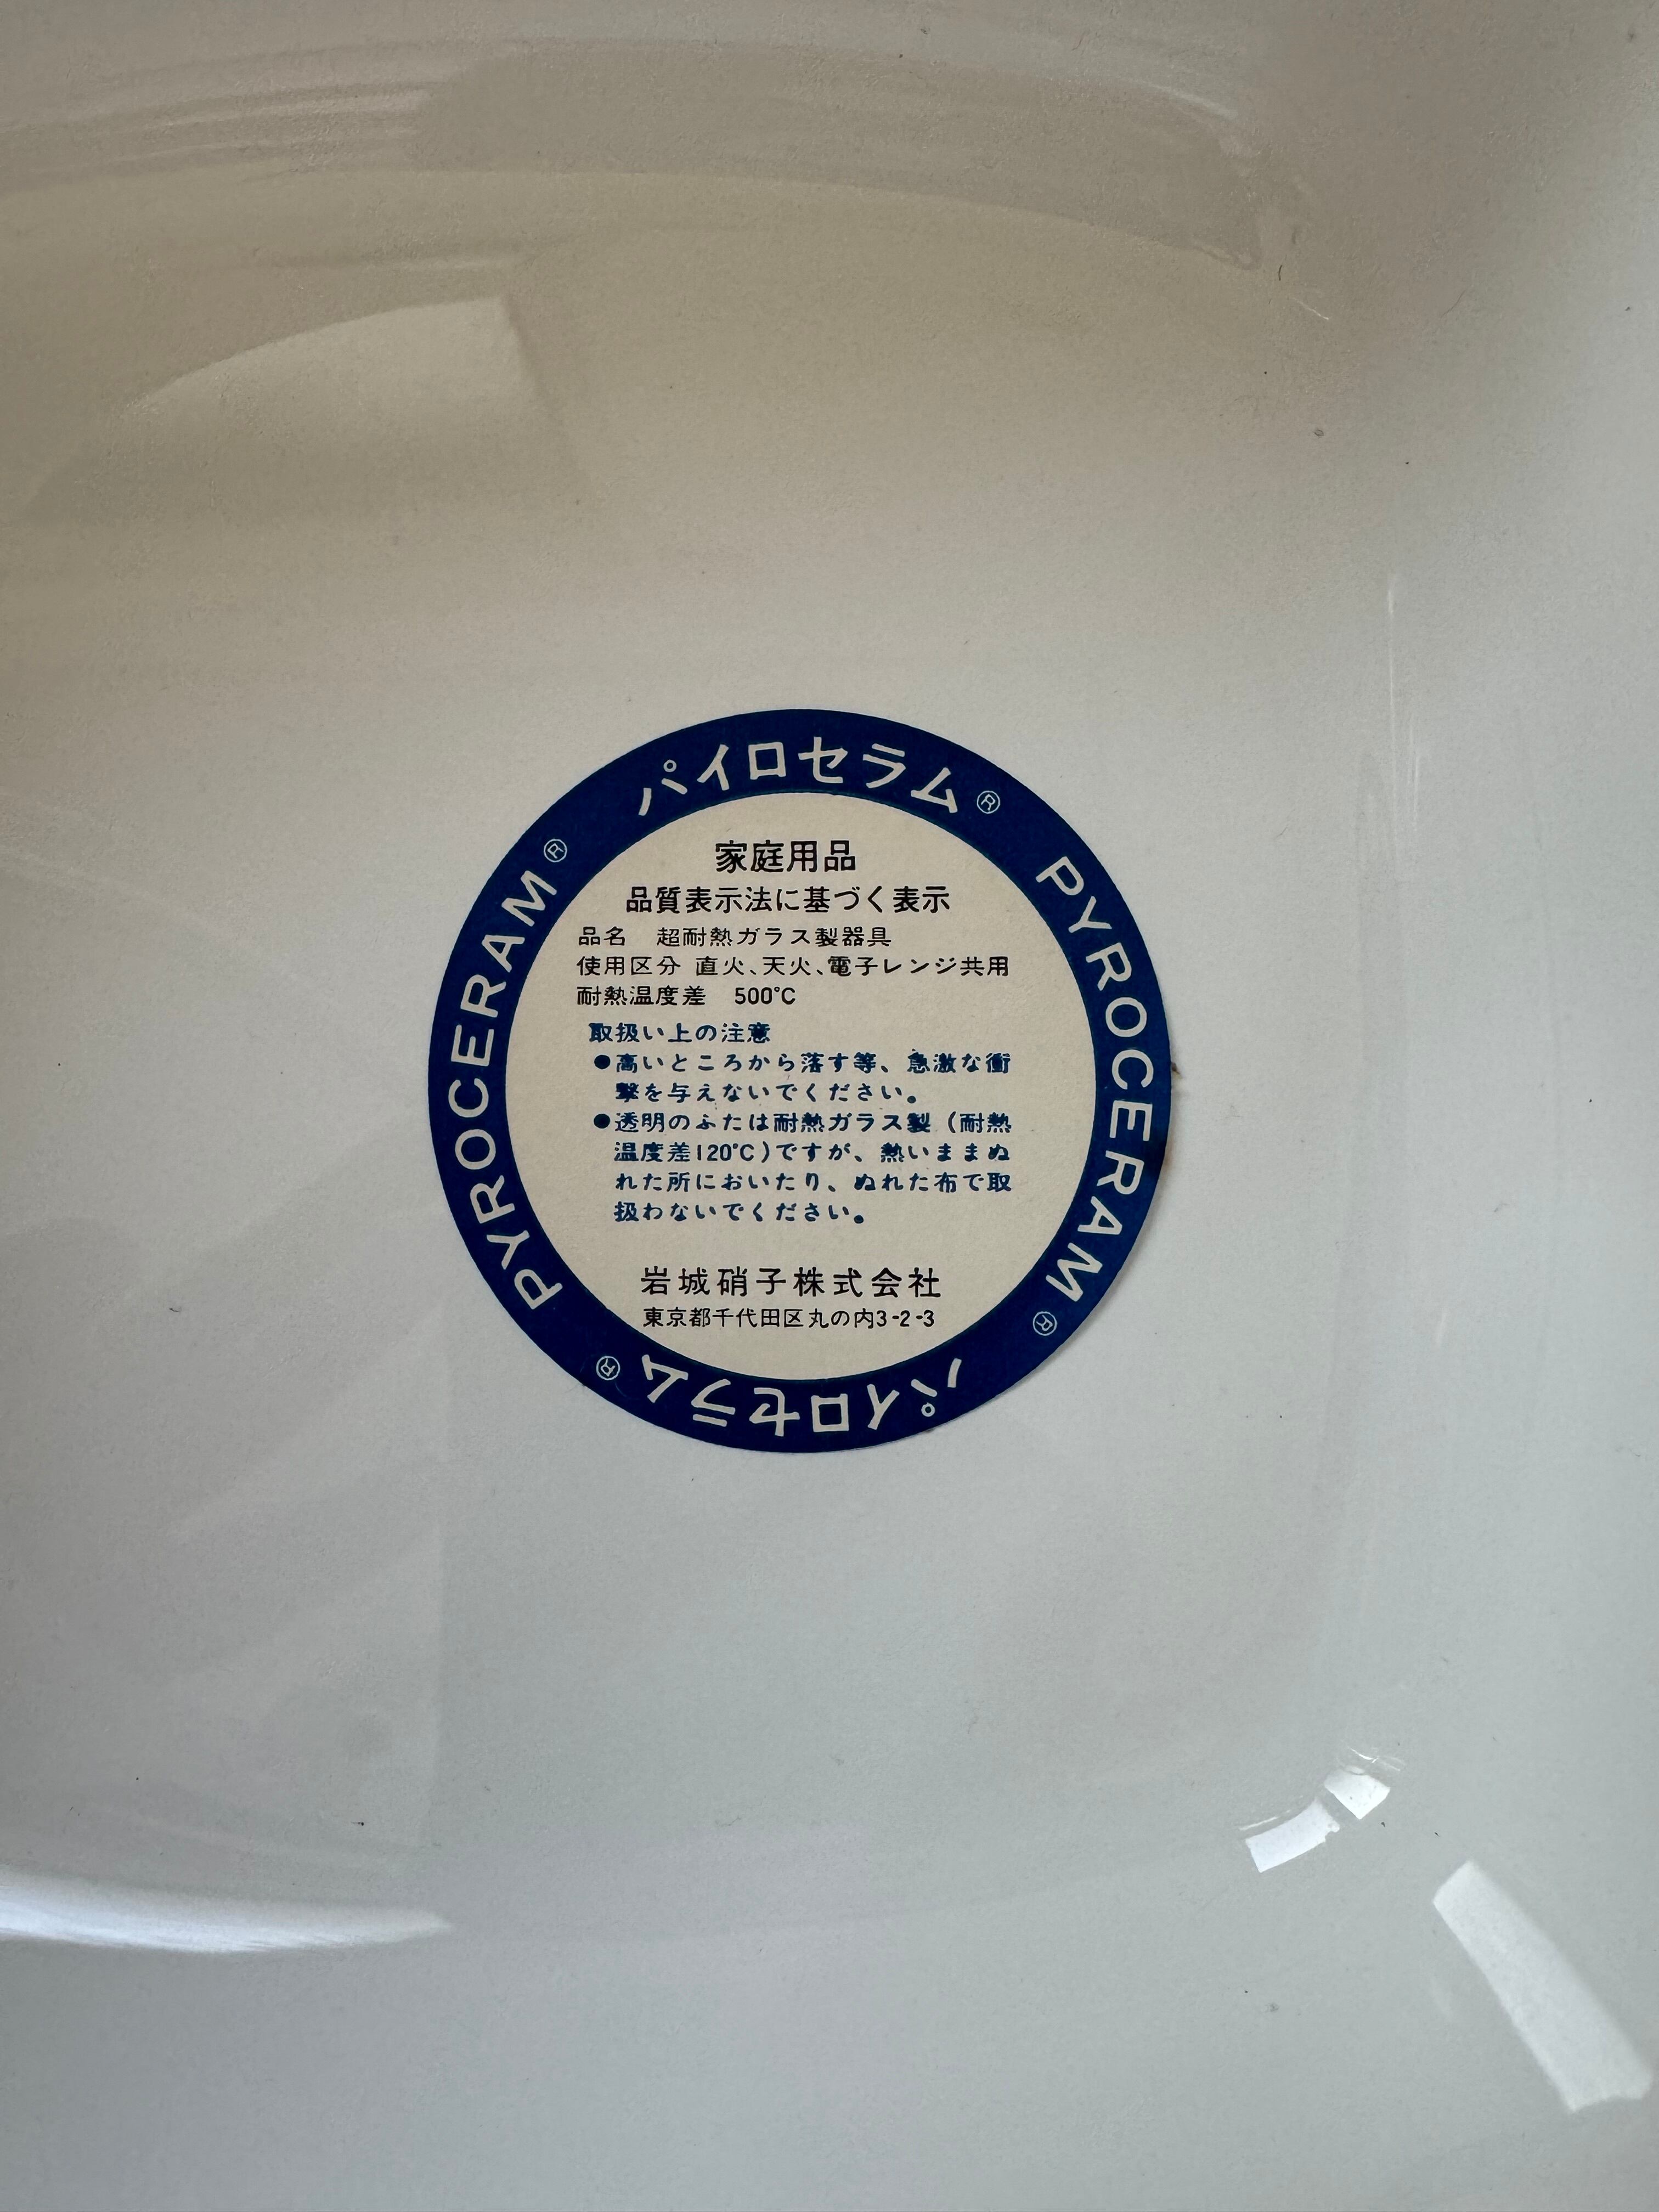 パイロセラム®
PYROCERAM®
PYROCERAM®
家庭用品
品質表示法に基づく表示
品名 超耐熱ガラス製器具
使用区分 直火、天火、電子レンジ共用
耐熱温度差 500℃
取扱い上の注意
●高いところから落す等、急激な衝
撃を与えないでください。
●透明のふたは耐熱ガラス製(耐熱
温度差120℃)ですが、熱いままぬ
れた所においたり、ぬれた布で取
扱わないでください。
岩城硝子株式会社
東京都千代田区丸の内3-2-3
パイロセラム®